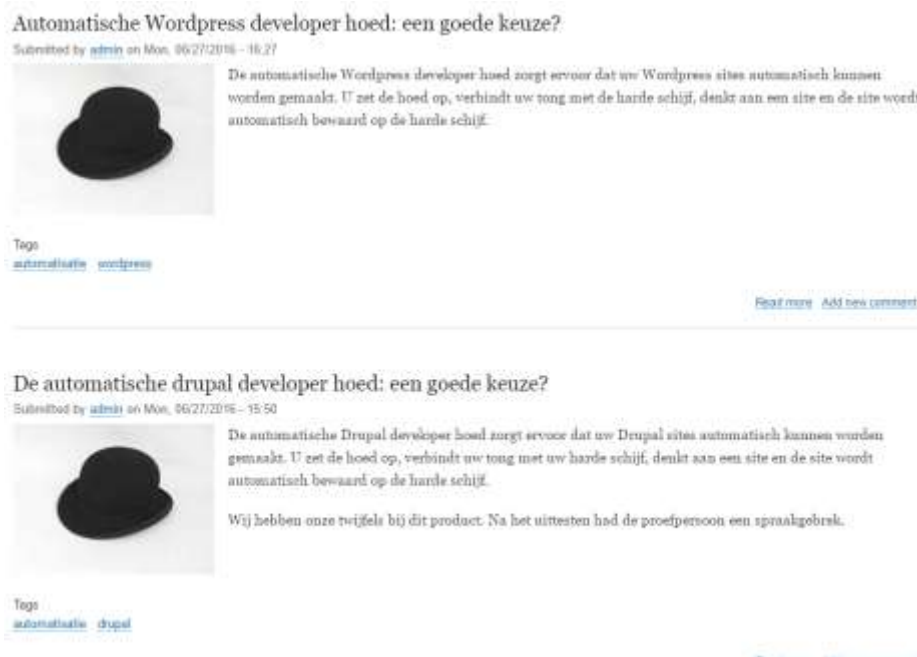 Automatische Wordpress developer hoed: een goede keuze?
Submitted by admin on Mon, 06/27/2016 - 16:27
De automatische Wordpress developer hoed zorgt ervoor dat uw Wordpress sites automatisch kunnen
worden gemaakt. U zet de hoed op, verbindt uw tong met de harde schijf, denkt aan een site en de site wordt
automatisch bewaard op de harde schijf.
Tags
automatisatie wordpress
Read more Add new comment
De automatische drupal developer hoed: een goede keuze?
Submitted by admin on Mon, 06/27/2016 - 15:50
De automatische Drupal developer hoed zorgt ervoor dat uw Drupal sites automatisch kunnen worden
gemaakt. U zet de hoed op, verbindt uw tong met uw harde schijf, denkt aan een site en de site wordt
automatisch bewaard op de harde schijf.
Wij hebben onze twijfels bij dit product. Na het uittesten had de proefpersoon een spraakgebrek.
Tags
automatisatie drupal